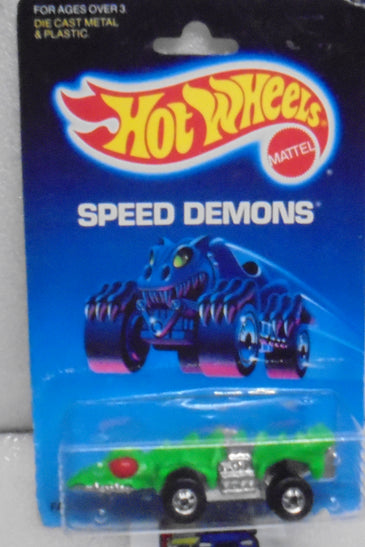 FOR AGES OVER 3
DIE CAST METAL
& PLASTIC.
HOT WHEELS®
MATTEL
SPEED DEMONS®